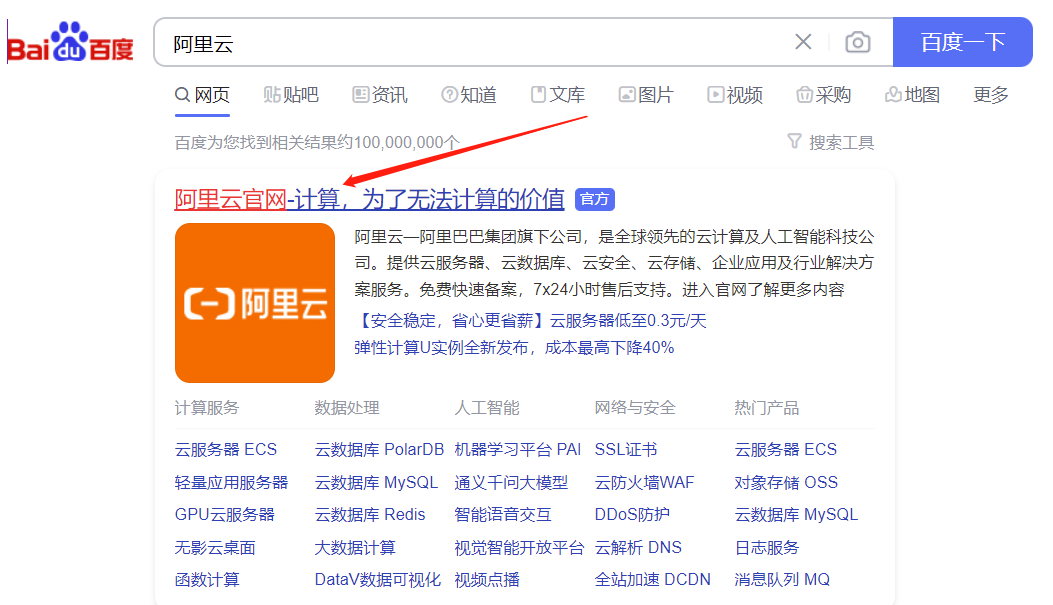 Bai du 百度
阿里云
百度一下
网页 贴吧 资讯 知道 文库 图片 视频 采购 地图 更多
百度为您找到相关结果约100,000,000个 搜索工具
阿里云官网-计算，为了无法计算的价值 官方
阿里云—阿里巴巴集团旗下公司，是全球领先的云计算及人工智能科技公
司。提供云服务器、云数据库、云安全、云存储、企业应用及行业解决方
案服务。免费快速备案，7x24小时售后支持。进入官网了解更多内容
【安全稳定，省心更省薪】云服务器低至0.3元/天
弹性计算U实例全新发布，成本最高下降40%
阿里云
计算服务 数据处理 人工智能 网络与安全 热门产品
云服务器 ECS 云数据库 PolarDB 机器学习平台 PAI SSL证书 云服务器 ECS
轻量应用服务器 云数据库 MySQL 通义千问大模型 云防火墙WAF 对象存储 OSS
GPU云服务器 云数据库 Redis 智能语音交互 DDoS防护 云数据库 MySQL
无影云桌面 大数据计算 视觉智能开放平台 云解析 DNS 日志服务
函数计算 DataV数据可视化 视频点播 全站加速 DCDN 消息队列 MQ